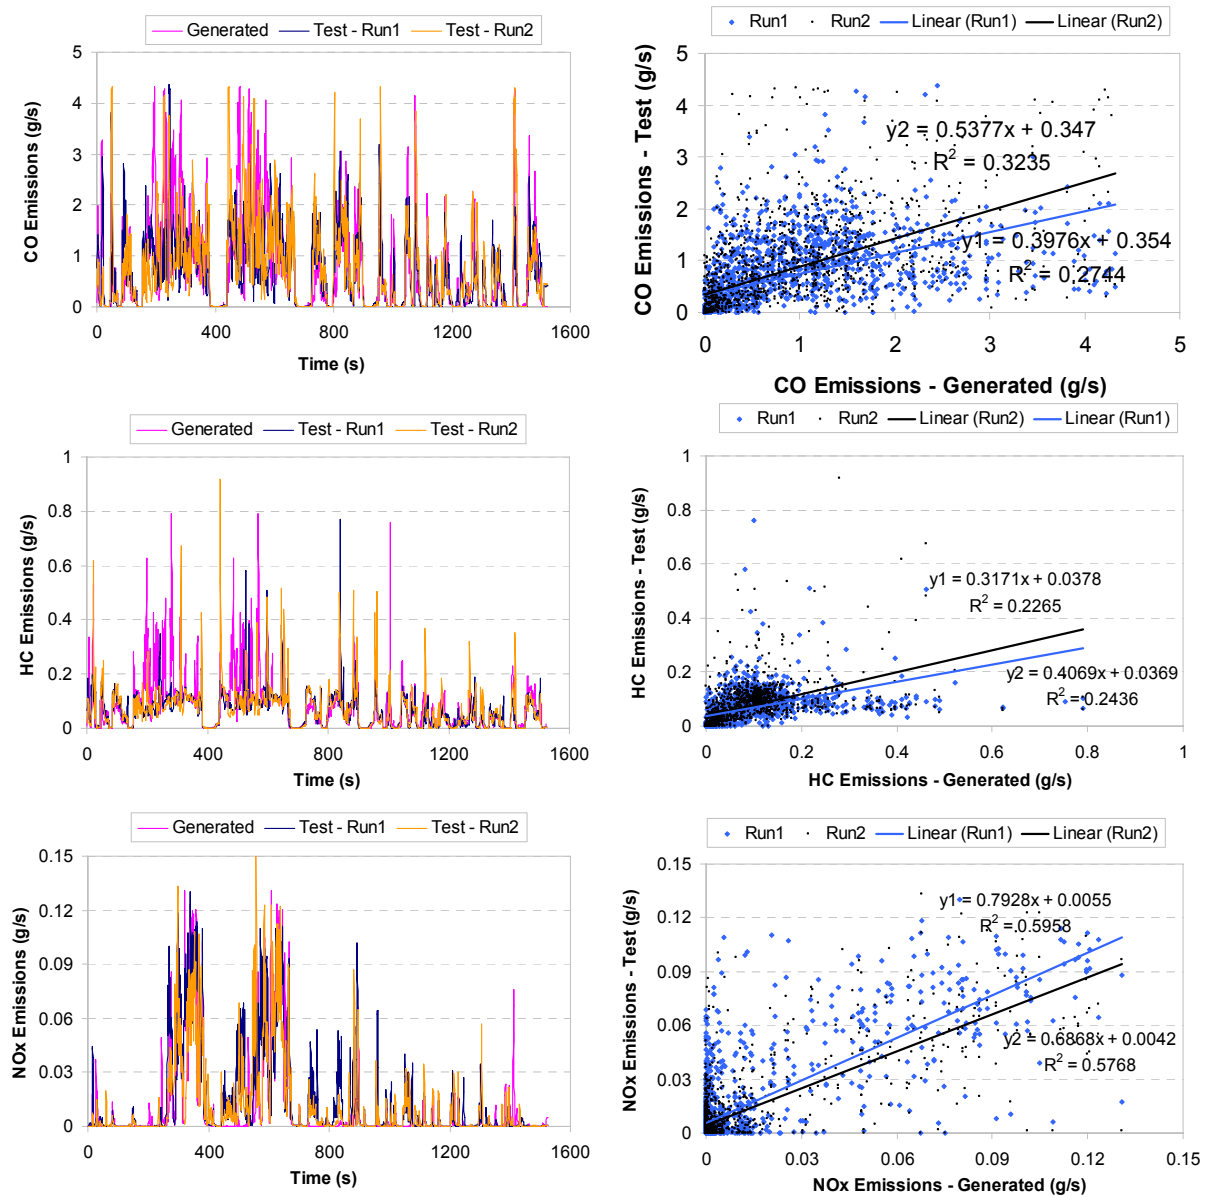 Generated Test - Run1 Test - Run2
5
4
3
2
1
0
CO Emissions (g/s)
0 400 800 1200 1600
Time (s)
Run1 Run2 Linear (Run1) Linear (Run2)
5
4
3
2
1
0
CO Emissions - Test (g/s)
y2 = 0.5377x + 0.347
R² = 0.3235
y1 = 0.3976x + 0.354
R² = 0.2744
0 1 2 3 4 5
CO Emissions - Generated (g/s)
Generated Test - Run1 Test - Run2
1
0.8
0.6
0.4
0.2
0
HC Emissions (g/s)
0 400 800 1200 1600
Time (s)
Run1 Run2 Linear (Run2) Linear (Run1)
1
0.8
0.6
0.4
0.2
0
HC Emissions - Test (g/s)
y1 = 0.3171x + 0.0378
R² = 0.2265
y2 = 0.4069x + 0.0369
R² = 0.2436
0 0.2 0.4 0.6 0.8 1
HC Emissions - Generated (g/s)
Generated Test - Run1 Test - Run2
0.15
0.12
0.09
0.06
0.03
0
NOx Emissions (g/s)
0 400 800 1200 1600
Time (s)
Run1 Run2 Linear (Run1) Linear (Run2)
0.15
0.12
0.09
0.06
0.03
0
NOx Emissions - Test (g/s)
y1 = 0.7928x + 0.0055
R² = 0.5958
y2 = 0.6868x + 0.0042
R² = 0.5768
0 0.03 0.06 0.09 0.12 0.15
NOx Emissions - Generated (g/s)